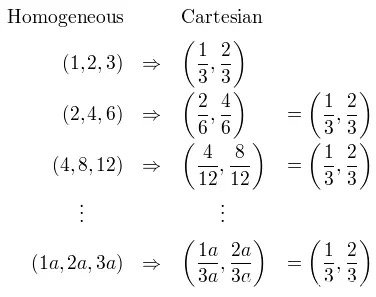 Homogeneous Cartesian
(1, 2, 3) ⇒ (1/3, 2/3)
(2, 4, 6) ⇒ (2/6, 4/6) = (1/3, 2/3)
(4, 8, 12) ⇒ (4/12, 8/12) = (1/3, 2/3)
⋮ ⋮
(1a, 2a, 3a) ⇒ (1a/3a, 2a/3a) = (1/3, 2/3)